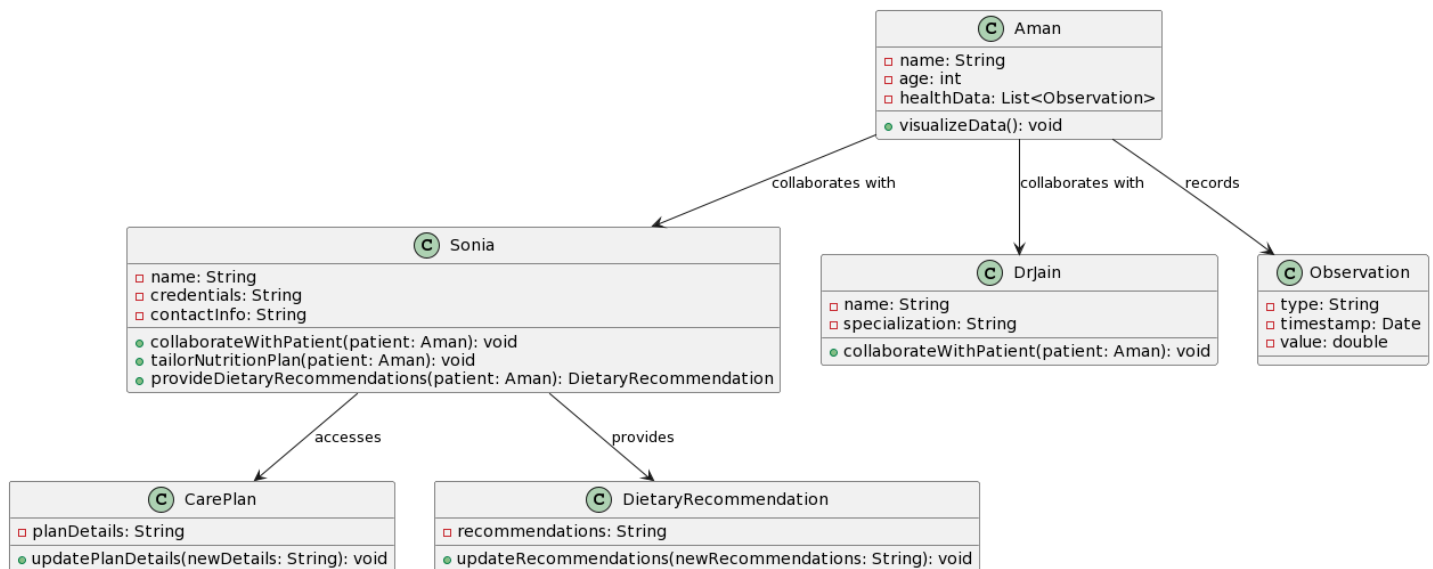 C Aman
name: String
age: int
healthData: List<Observation>
visualizeData(): void
collaborates with
collaborates with
records
C Sonia
name: String
credentials: String
contactInfo: String
collaborateWithPatient(patient: Aman): void
tailorNutritionPlan(patient: Aman): void
provideDietaryRecommendations(patient: Aman): DietaryRecommendation
C DrJain
name: String
specialization: String
collaborateWithPatient(patient: Aman): void
C Observation
type: String
timestamp: Date
value: double
accesses
provides
C CarePlan
planDetails: String
updatePlanDetails(newDetails: String): void
C DietaryRecommendation
recommendations: String
updateRecommendations(newRecommendations: String): void